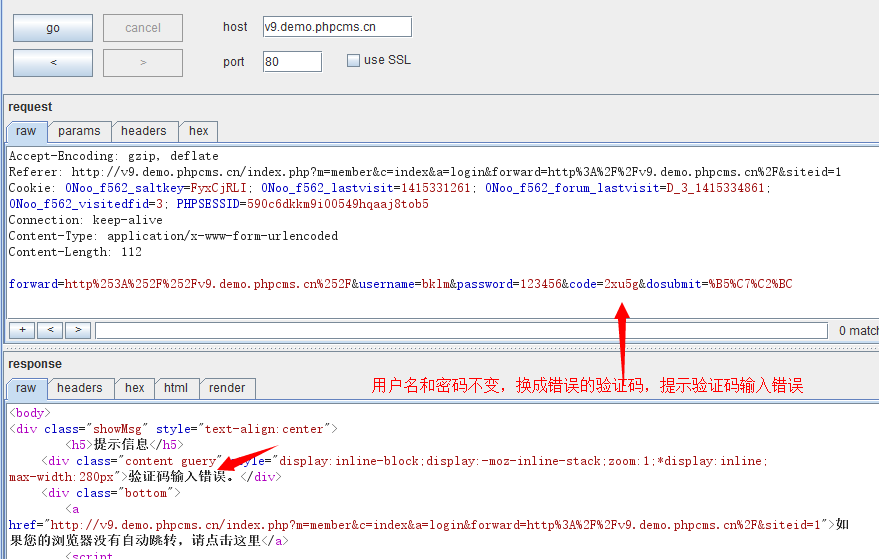 go cancel host v9.demo.phpcms.cn
< > port 80 use SSL
request
raw params headers hex
Accept-Encoding: gzip, deflate
Referer: http://v9.demo.phpcms.cn/index.php?m=member&c=index&a=login&forward=http%3A%2F%2Fv9.demo.phpcms.cn%2F&siteid=1
Cookie: 0Noo_f562_saltkey=FyxCjRLI; 0Noo_f562_lastvisit=1415331261; 0Noo_f562_forum_lastvisit=D_3_1415334861;
0Noo_f562_visitedfid=3; PHPSESSID=590c6dkkm9i00549hqaaj8tob5
Connection: keep-alive
Content-Type: application/x-www-form-urlencoded
Content-Length: 112
forward=http%253A%252F%252Fv9.demo.phpcms.cn%252F&username=bklm&password=123456&code=2xu5g&dosubmit=%B5%C7%C2%BC
+ < > 0 match
response
raw headers hex html render
用户名和密码不变，换成错误的验证码，提示验证码输入错误
<body>
<div class="showMsg" style="text-align:center">
<h5>提示信息</h5>
<div class="content guery" style="display:inline-block;display:-moz-inline-stack;zoom:1;*display:inline;
max-width:280px">验证码输入错误。</div>
<div class="bottom">
<a
href="http://v9.demo.phpcms.cn/index.php?m=member&c=index&a=login&forward=http%3A%2F%2Fv9.demo.phpcms.cn%2F&siteid=1">如
果您的浏览器没有自动跳转，请点击这里</a>
<script